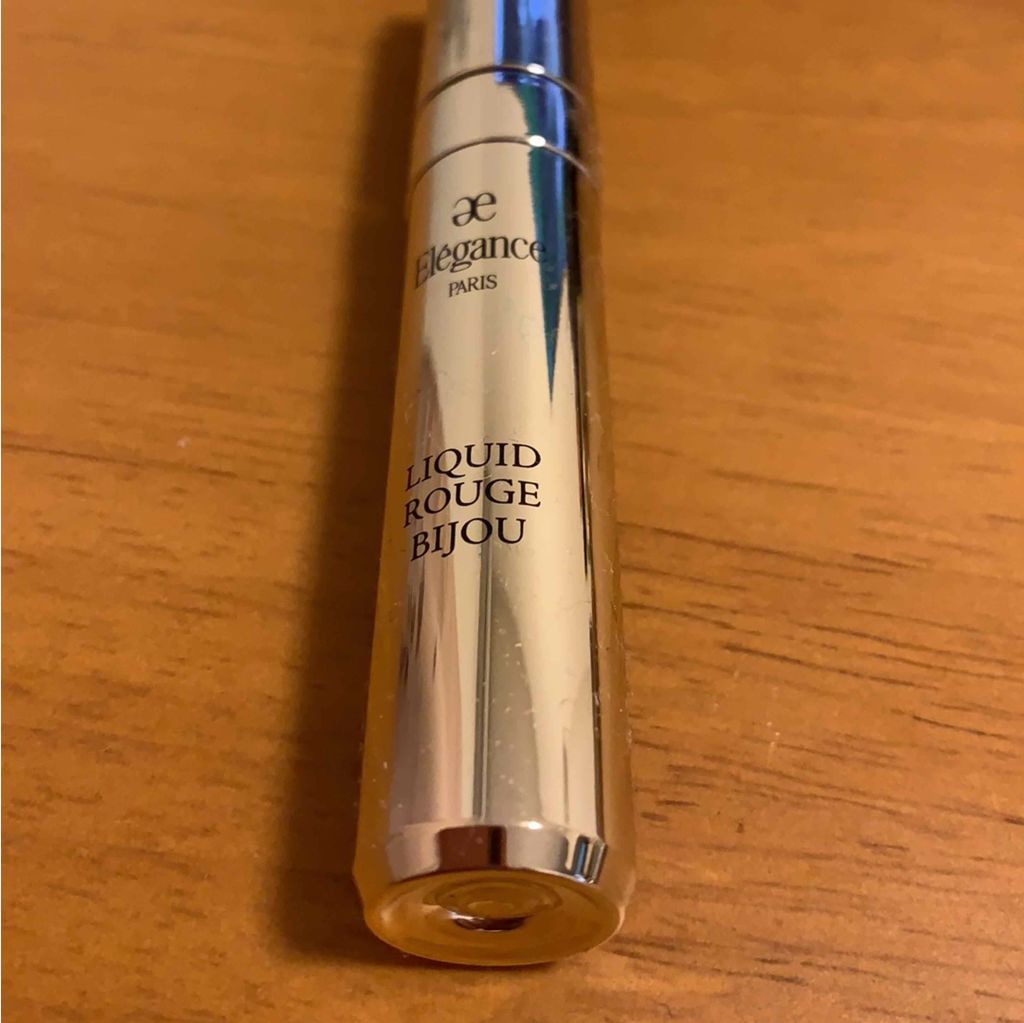 æ
Elégance
PARIS
LIQUID
ROUGE
BIJOU